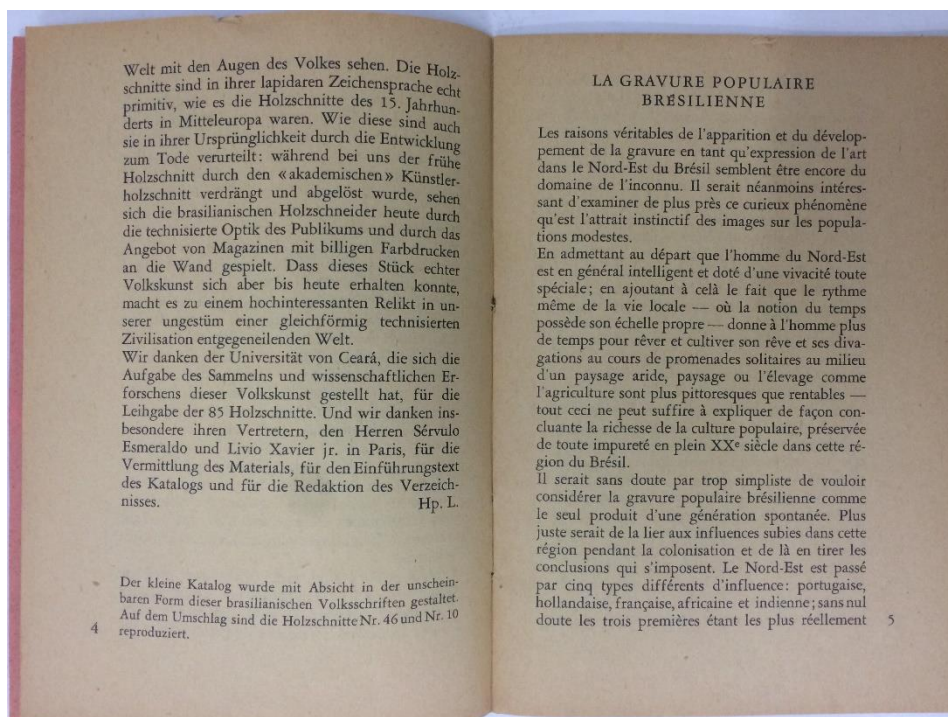 Welt mit den Augen des Volkes sehen. Die Holz-
schnitte sind in ihrer lapidaren Zeichensprache echt
primitiv, wie es die Holzschnitte des 15. Jahrhun-
derts in Mitteleuropa waren. Wie diese sind auch
sie in ihrer Ursprünglichkeit durch die Entwicklung
zum Tode verurteilt: während bei uns der frühe
Holzschnitt durch den «akademischen» Künstler-
holzschnitt verdrängt und abgelöst wurde, sehen
sich die brasilianischen Holzschneider heute durch
die technisierte Optik des Publikums und durch das
Angebot von Magazinen mit billigen Farbdrucken
an die Wand gespielt. Dass dieses Stück echter
Volkskunst sich aber bis heute erhalten konnte,
macht es zu einem hochinteressanten Relikt in un-
serer ungestüm einer gleichförmig technisierten
Zivilisation entgegeneilenden Welt.
Wir danken der Universität von Ceará, die sich die
Aufgabe des Sammelns und wissenschaftlichen Er-
forschens dieser Volkskunst gestellt hat, für die
Leihgabe der 85 Holzschnitte. Und wir danken ins-
besondere ihren Vertretern, den Herren Sérvulo
Esmeraldo und Livio Xavier jr. in Paris, für die
Vermittlung des Materials, für den Einführungstext
des Katalogs und für die Redaktion des Verzeich-
nisses. Hp. L.
Der kleine Katalog wurde mit Absicht in der unschein-
baren Form dieser brasilianischen Volksschriften gestaltet.
Auf dem Umschlag sind die Holzschnitte Nr. 46 und Nr. 10
reproduziert.
4
LA GRAVURE POPULAIRE
BRÉSILIENNE
Les raisons véritables de l'apparition et du dévelop-
pement de la gravure en tant qu'expression de l'art
dans le Nord-Est du Brésil semblent être encore du
domaine de l'inconnu. Il serait néanmoins intéres-
sant d'examiner de plus près ce curieux phénomène
qu'est l'attrait instinctif des images sur les popula-
tions modestes.
En admettant au départ que l'homme du Nord-Est
est en général intelligent et doté d'une vivacité toute
spéciale; en ajoutant à celà le fait que le rythme
même de la vie locale — où la notion du temps
possède son échelle propre — donne à l'homme plus
de temps pour rêver et cultiver son rêve et ses diva-
gations au cours de promenades solitaires au milieu
d'un paysage aride, paysage ou l'élevage comme
l'agriculture sont plus pittoresques que rentables —
tout ceci ne peut suffire à expliquer de façon con-
cluante la richesse de la culture populaire, préservée
de toute impureté en plein XXe siècle dans cette ré-
gion du Brésil.
Il serait sans doute par trop simpliste de vouloir
considérer la gravure populaire brésilienne comme
le seul produit d'une génération spontanée. Plus
juste serait de la lier aux influences subies dans cette
région pendant la colonisation et de là en tirer les
conclusions qui s'imposent. Le Nord-Est est passé
par cinq types différents d'influence: portugaise,
hollandaise, française, africaine et indienne; sans nul
doute les trois premières étant les plus réellement
5